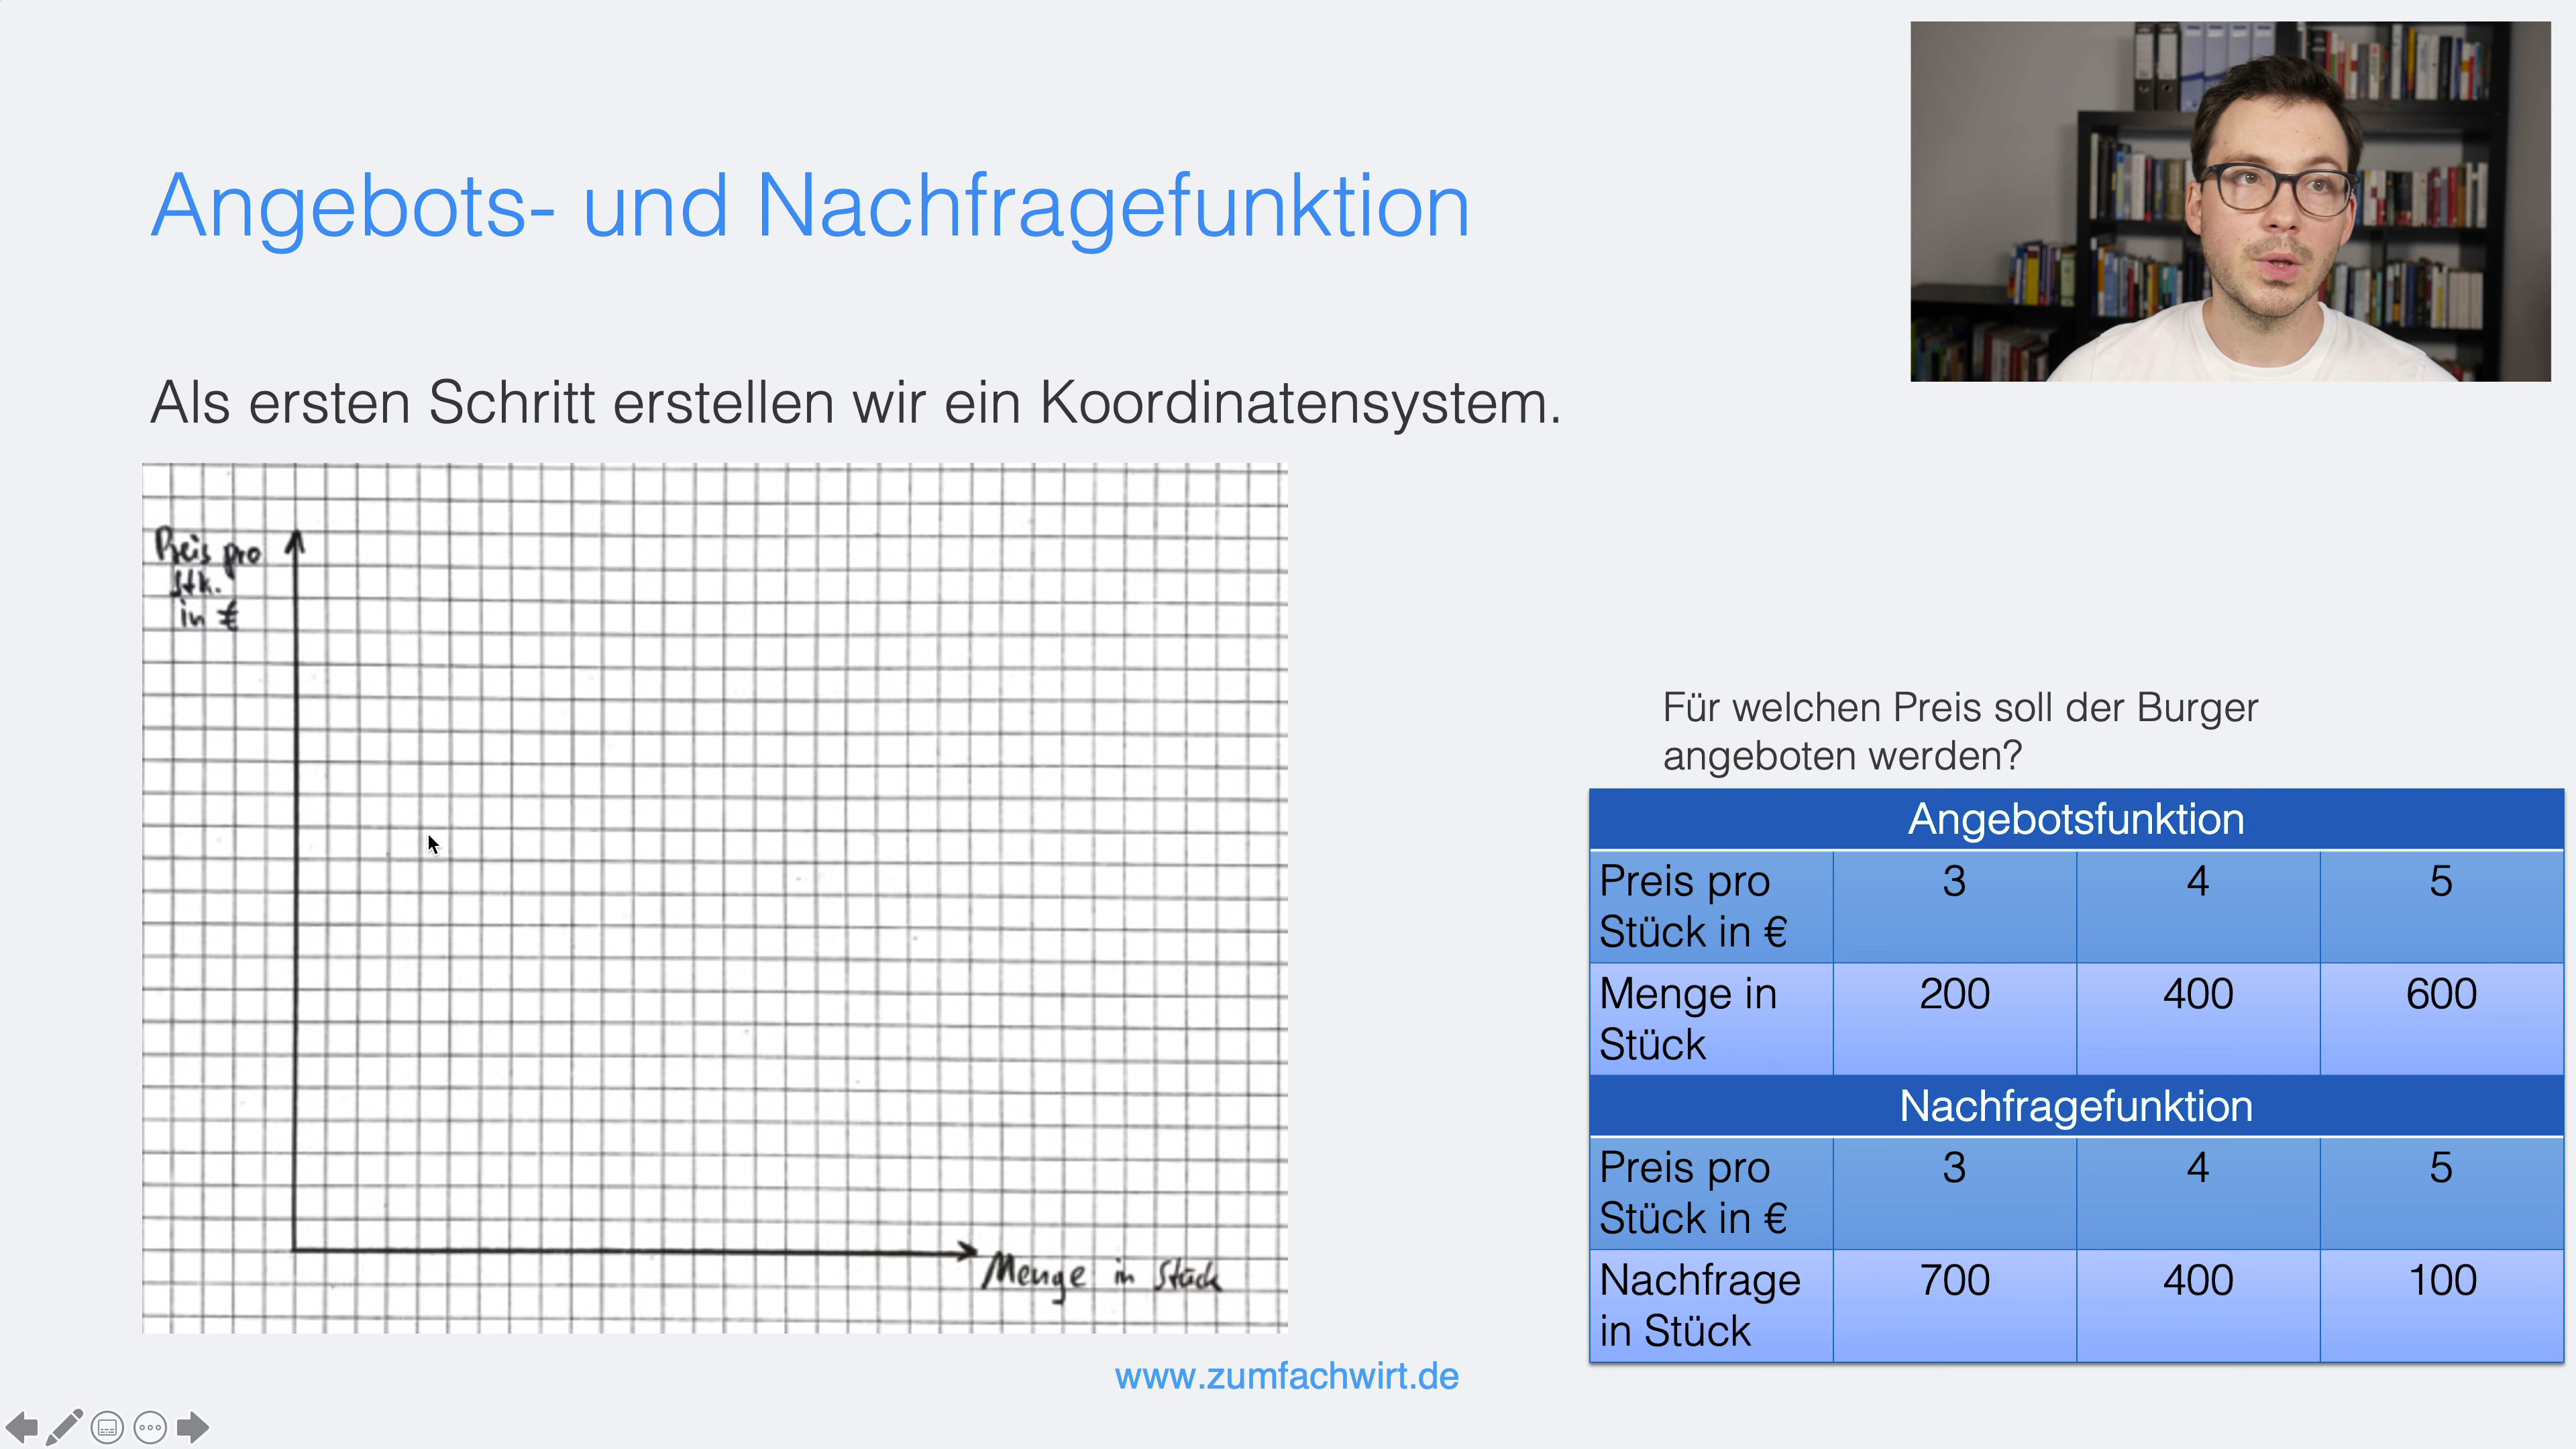 Angebots- und Nachfragefunktion
Als ersten Schritt erstellen wir ein Koordinatensystem.
Preis pro
Stk.
in €
Menge in Stück
Für welchen Preis soll der Burger
angeboten werden?
Angebotsfunktion
Preis pro 3 4 5
Stück in €
Menge in 200 400 600
Stück
Nachfragefunktion
Preis pro 3 4 5
Stück in €
Nachfrage 700 400 100
in Stück
www.zumfachwirt.de